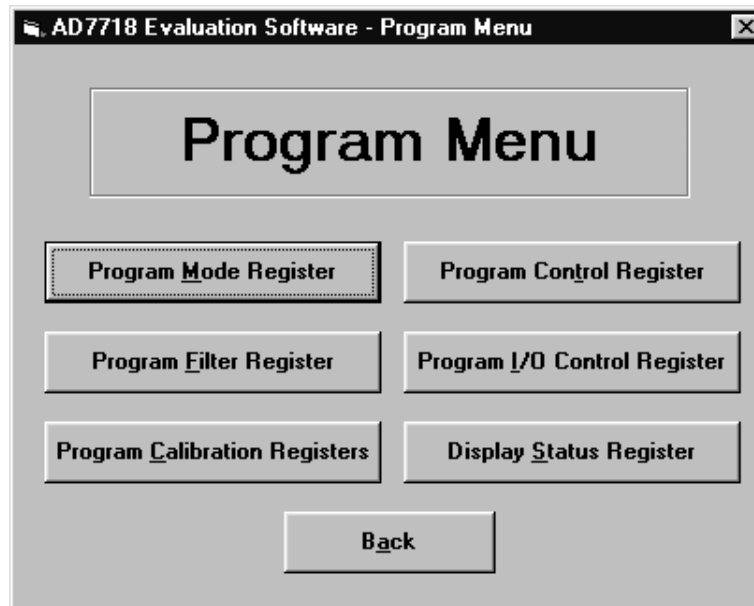 AD7718 Evaluation Software - Program Menu
Program Menu
Program Mode Register
Program Control Register
Program Filter Register
Program I/O Control Register
Program Calibration Registers
Display Status Register
Back